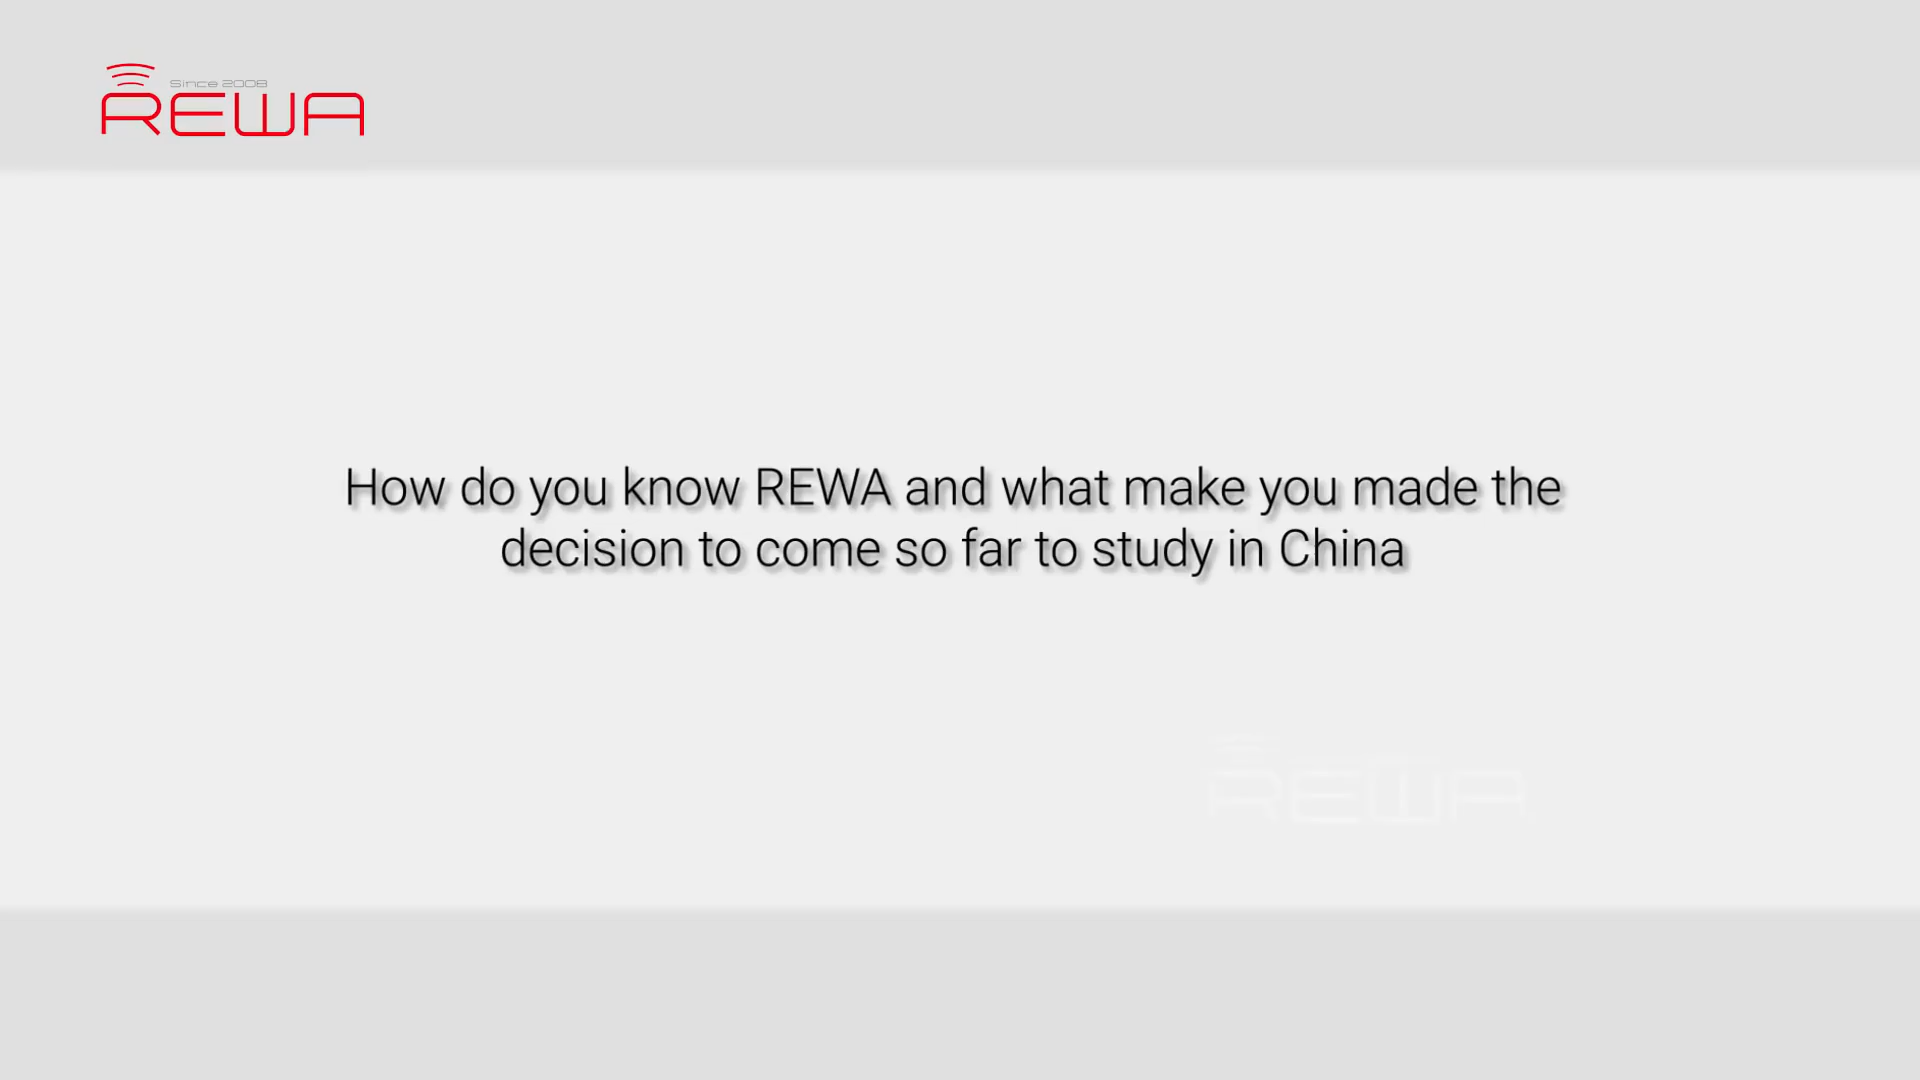 Since 2008
REWA
How do you know REWA and what make you made the
decision to come so far to study in China
REWA